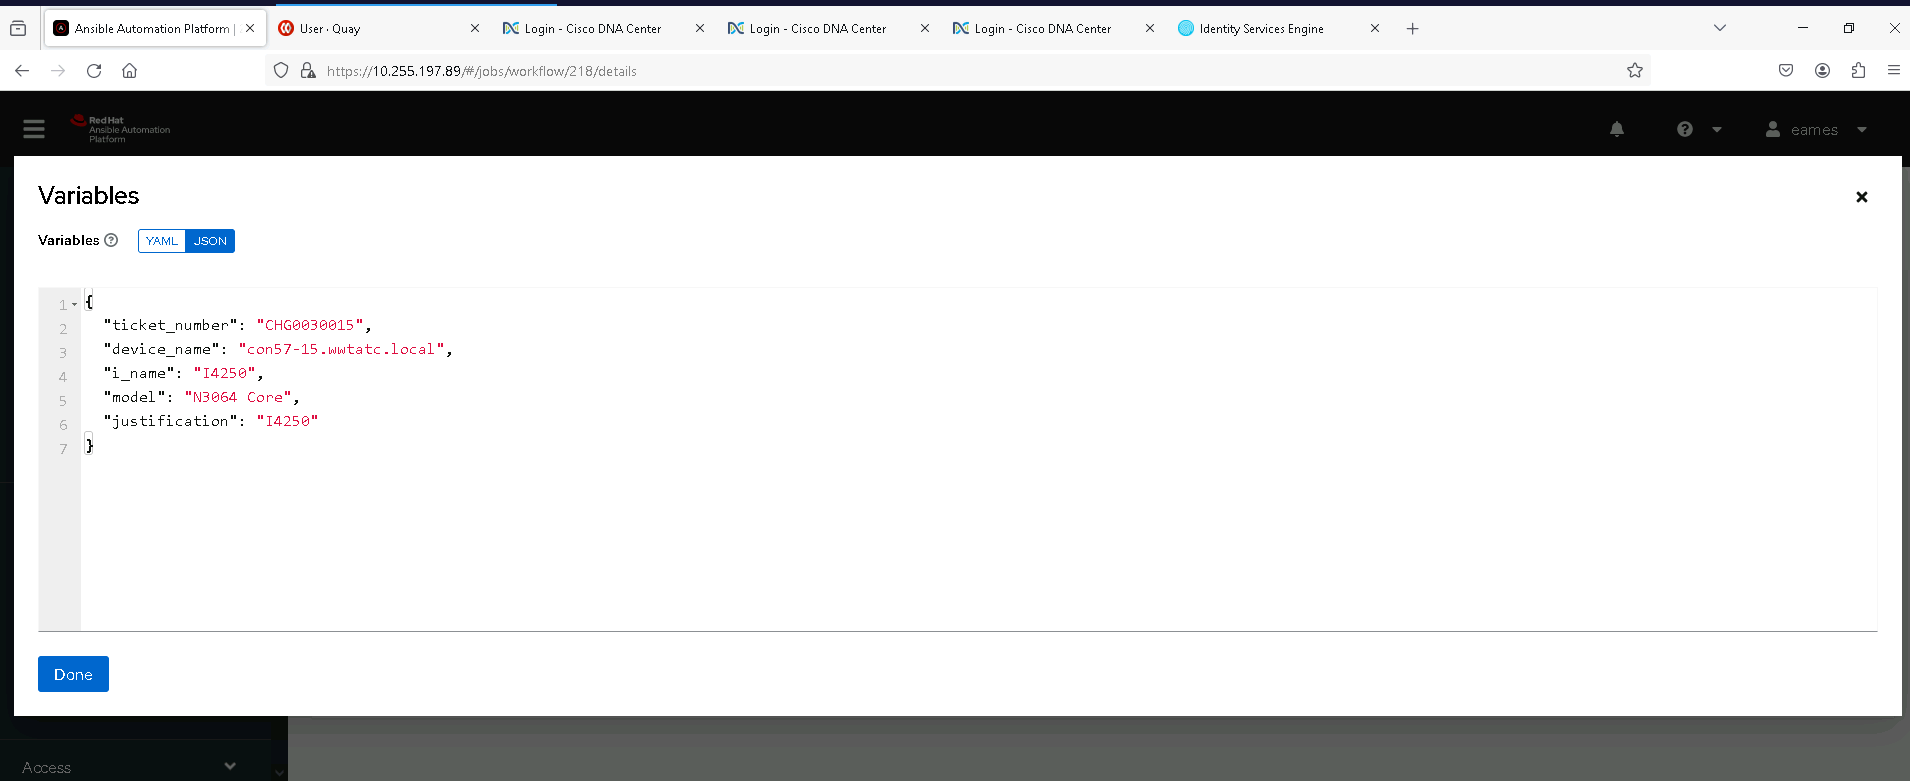 Ansible Automation Platform |
User · Quay
Login - Cisco DNA Center
Login - Cisco DNA Center
Login - Cisco DNA Center
Identity Services Engine
https://10.255.197.89/#/jobs/workflow/218/details
Red Hat
Ansible Automation
Platform
eames
Variables
Variables
YAML
JSON
1 {
2 "ticket_number": "CHG0030015",
3 "device_name": "con57-15.wwtatc.local",
4 "i_name": "I4250",
5 "model": "N3064 Core",
6 "justification": "I4250"
7 }
Done
Access